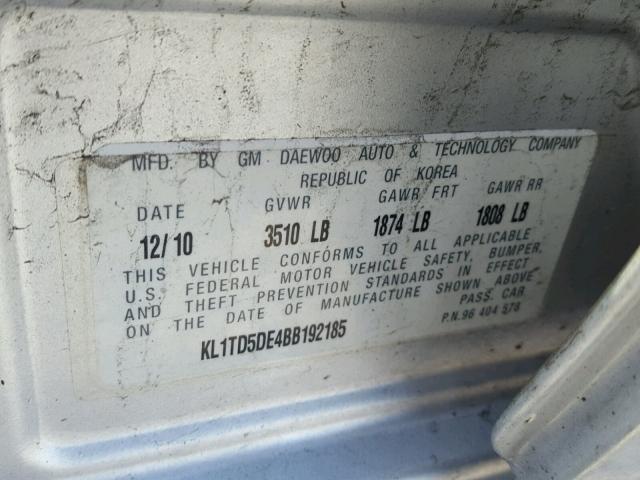 MFD. BY GM DAEWOO AUTO & TECHNOLOGY COMPANY
REPUBLIC OF KOREA
DATE GVWR GAWR FRT GAWR RR
12/10 3510 LB 1874 LB 1808 LB
THIS VEHICLE CONFORMS TO ALL APPLICABLE
U.S. FEDERAL MOTOR VEHICLE SAFETY, BUMPER,
AND THEFT PREVENTION STANDARDS IN EFFECT
ON THE DATE OF MANUFACTURE SHOWN ABOVE
PASS. CAR
KL1TD5DE4BB192185 P.N.96 404 578